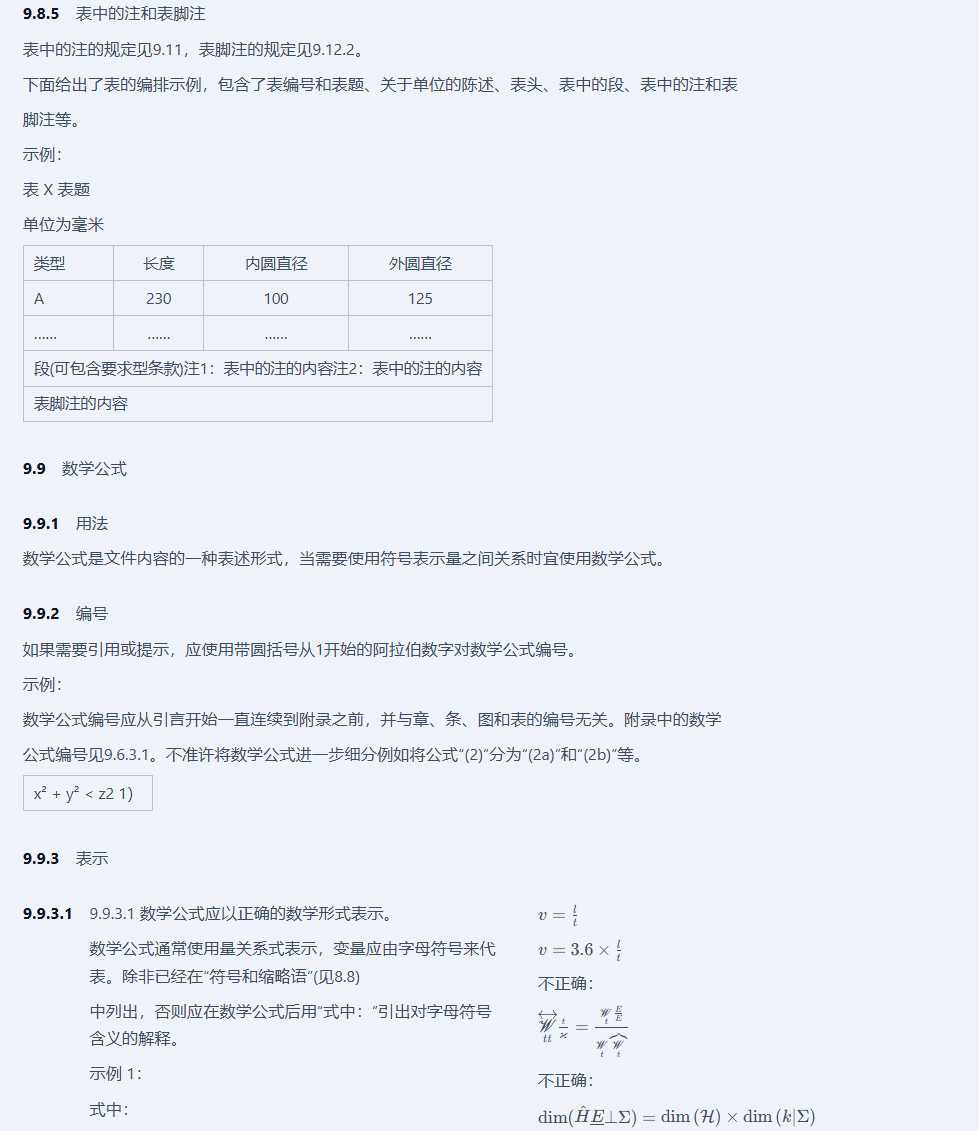 9.8.5 表中的注和表脚注
表中的注的规定见9.11，表脚注的规定见9.12.2。
下面给出了表的编排示例，包含了表编号和表题、关于单位的陈述、表头、表中的段、表中的注和表
脚注等。
示例：
表 X 表题
单位为毫米
类型 长度 内圆直径 外圆直径
A 230 100 125
…… …… …… ……
段(可包含要求型条款)注1：表中的注的内容注2：表中的注的内容
表脚注的内容
9.9 数学公式
9.9.1 用法
数学公式是文件内容的一种表述形式，当需要使用符号表示量之间关系时宜使用数学公式。
9.9.2 编号
如果需要引用或提示，应使用带圆括号从1开始的阿拉伯数字对数学公式编号。
示例：
数学公式编号应从引言开始一直连续到附录之前，并与章、条、图和表的编号无关。附录中的数学
公式编号见9.6.3.1。不准许将数学公式进一步细分例如将公式“(2)”分为“(2a)”和“(2b)”等。
x² + y² < z2 1)
9.9.3 表示
9.9.3.1 9.9.3.1 数学公式应以正确的数学形式表示。
数学公式通常使用量关系式表示，变量应由字母符号来代
表。除非已经在“符号和缩略语”(见8.8)
中列出，否则应在数学公式后用“式中：”引出对字母符号
含义的解释。
示例 1：
式中：
v = l/t
v = 3.6 × l/t
不正确：
不正确：
dim(Ĥ E̲⊥Σ) = dim (ℋ) × dim (k|Σ)